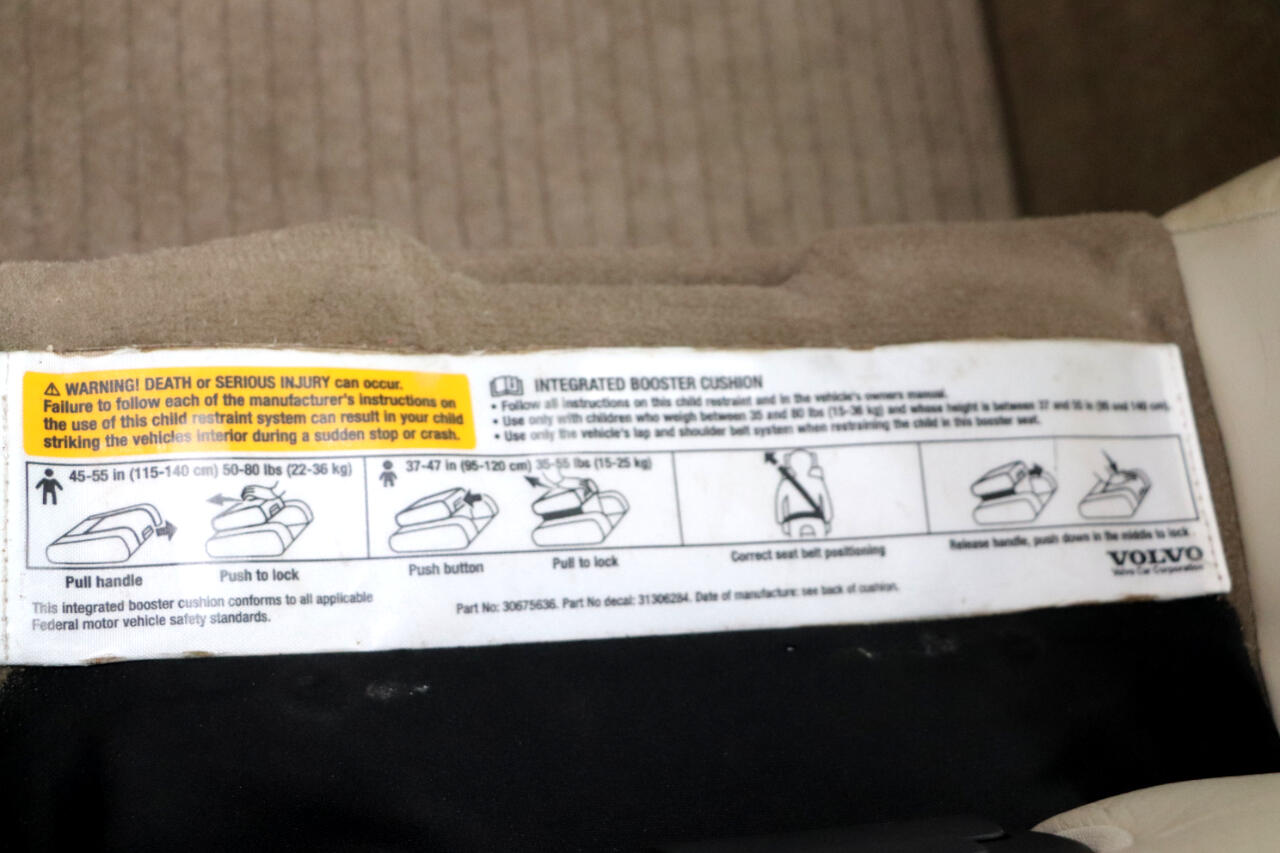 WARNING! DEATH or SERIOUS INJURY can occur.
Failure to follow each of the manufacturer's instructions on
the use of this child restraint system can result in your child
striking the vehicles interior during a sudden stop or crash.
INTEGRATED BOOSTER CUSHION
• Follow all instructions on this child restraint and in the vehicle's owners manual.
• Use only with children who weigh between 35 and 80 lbs (15-36 kg) and whose height is between 37 and 55 in
• Use only the vehicle's lap and shoulder belt system when restraining the child in this booster seat.
45-55 in (115-140 cm) 50-80 lbs (22-36 kg)
37-47 in (95-120 cm) 35-55 lbs (15-25 kg)
Pull handle
Push to lock
Push button
Pull to lock
Correct seat belt positioning
Release handle, push down in the middle to lock
This integrated booster cushion conforms to all applicable
Federal motor vehicle safety standards.
Part No: 30675636. Part No decal: 31306284. Date of manufacture: see back of cushion.
VOLVO
Volvo Car Corporation